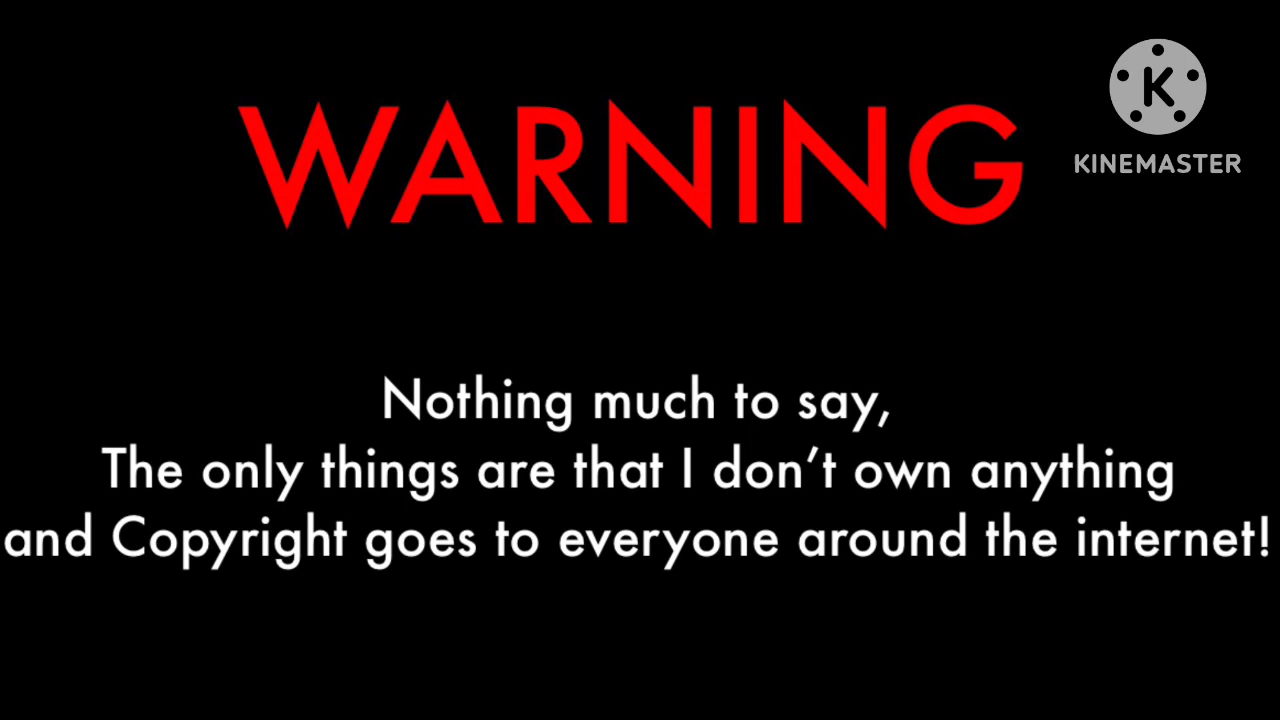 WARNING
K
KINEMASTER
Nothing much to say,
The only things are that I don’t own anything
and Copyright goes to everyone around the internet!